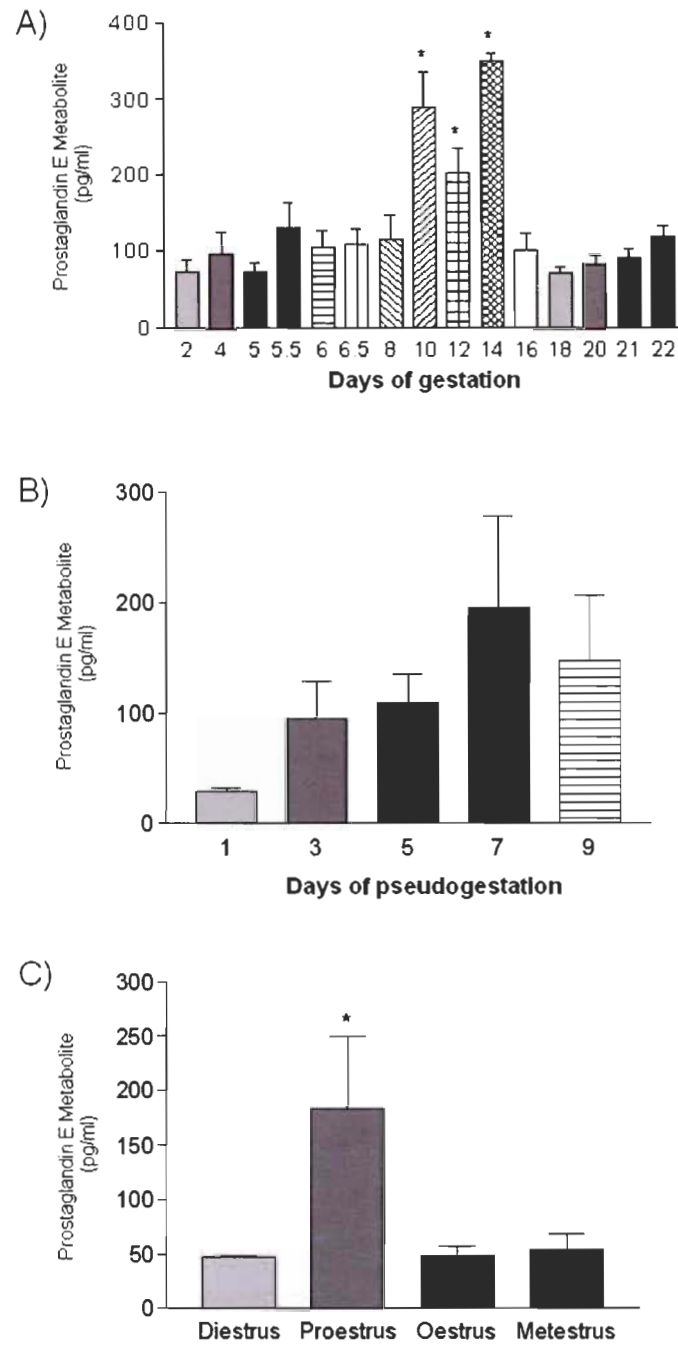 A)
Prostaglandin E Metabolite
(pg/ml)
400
300
200
100
0
* * *
2 4 5 5.5 6 6.5 8 10 12 14 16 18 20 21 22
Days of gestation
B)
Prostaglandin E Metabolite
(pg/ml)
300
200
100
0
1 3 5 7 9
Days of pseudogestation
C)
Prostaglandin E Metabolite
(pg/ml)
300
250
200
150
100
50
0
*
Diestrus Proestrus Oestrus Metestrus